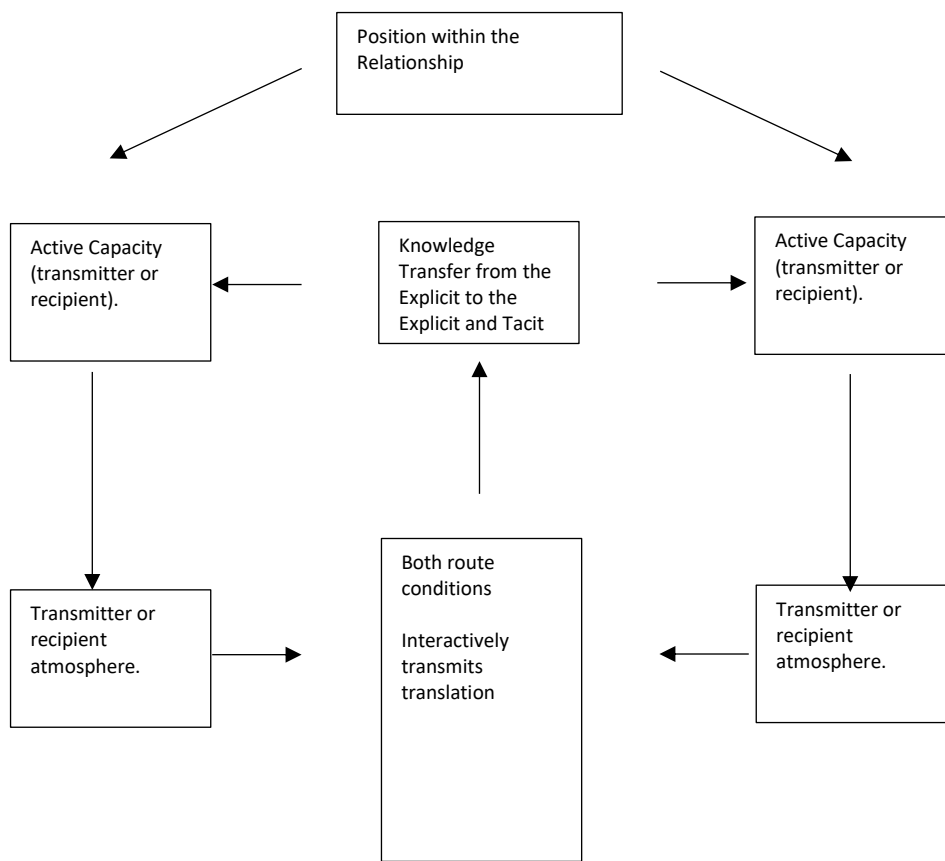 Position within the
Relationship
Active Capacity
(transmitter or
recipient).
Knowledge
Transfer from the
Explicit to the
Explicit and Tacit
Active Capacity
(transmitter or
recipient).
Transmitter or
recipient
atmosphere.
Both route
conditions
Interactively
transmits
translation
Transmitter or
recipient
atmosphere.